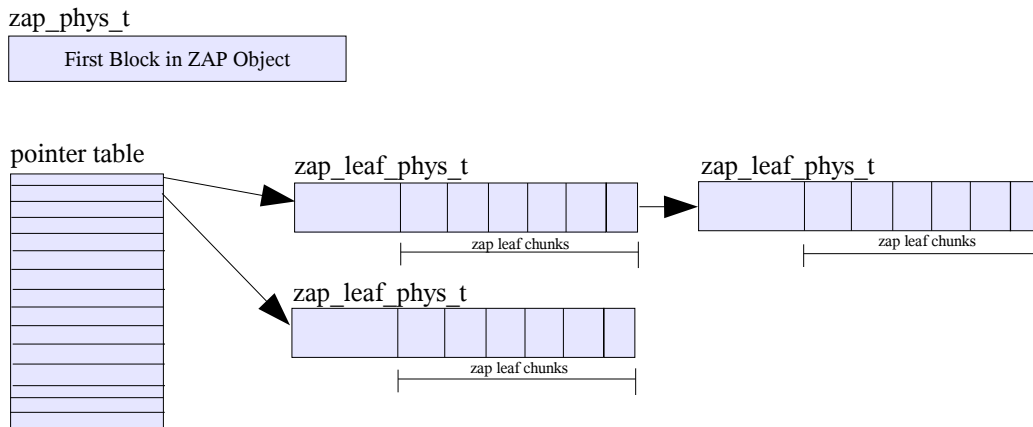 zap_phys_t
First Block in ZAP Object
pointer table
zap_leaf_phys_t
zap leaf chunks
zap_leaf_phys_t
zap leaf chunks
zap_leaf_phys_t
zap leaf chunks